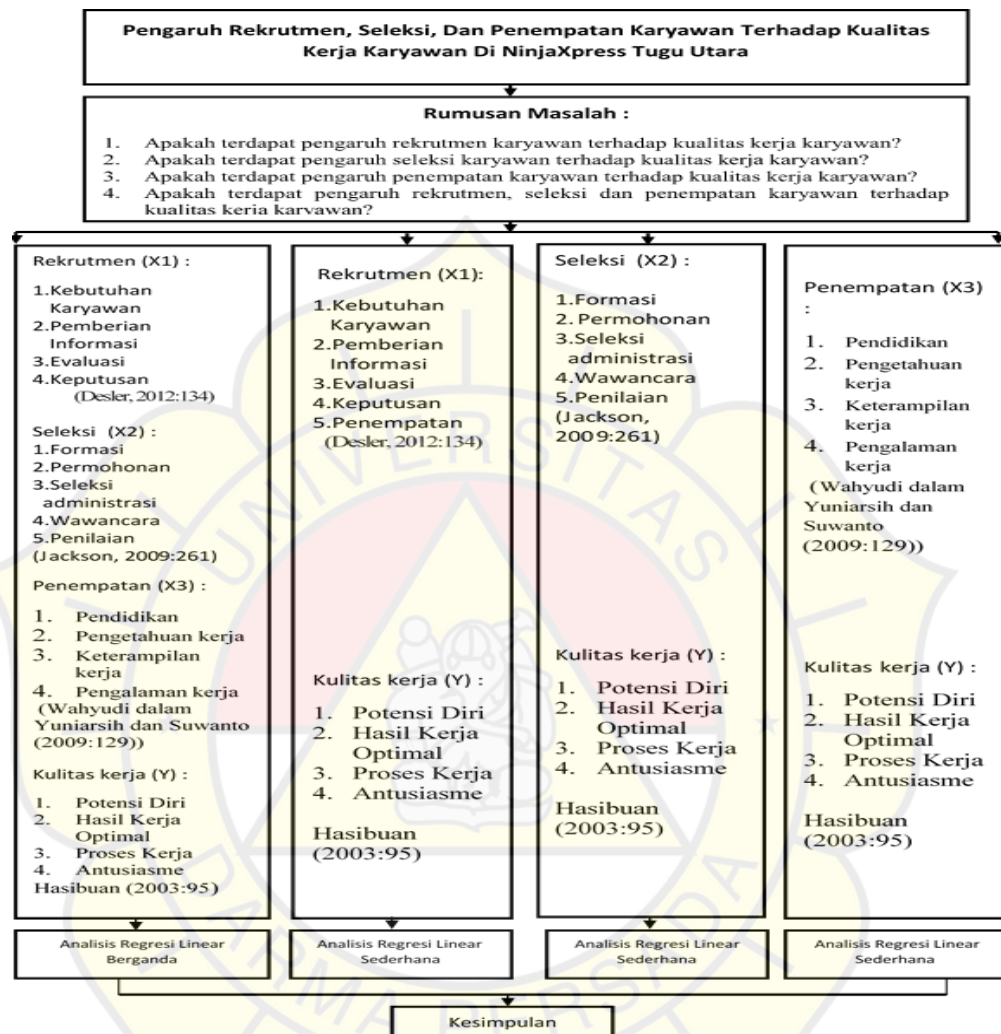 Pengaruh Rekrutmen, Seleksi, Dan Penempatan Karyawan Terhadap Kualitas
Kerja Karyawan Di NinjaXpress Tugu Utara
Rumusan Masalah :
1. Apakah terdapat pengaruh rekrutmen karyawan terhadap kualitas kerja karyawan?
2. Apakah terdapat pengaruh seleksi karyawan terhadap kualitas kerja karyawan?
3. Apakah terdapat pengaruh penempatan karyawan terhadap kualitas kerja karyawan?
4. Apakah terdapat pengaruh rekrutmen, seleksi dan penempatan karyawan terhadap
kualitas kerja karyawan?
Rekrutmen (X1) :
1.Kebutuhan
Karyawan
2.Pemberian
Informasi
3.Evaluasi
4.Keputusan
(Desler, 2012:134)
Seleksi (X2) :
1.Formasi
2.Permohonan
3.Seleksi
administrasi
4.Wawancara
5.Penilaian
(Jackson, 2009:261)
Penempatan (X3) :
1. Pendidikan
2. Pengetahuan kerja
3. Keterampilan
kerja
4. Pengalaman kerja
(Wahyudi dalam
Yuniarsih dan Suwanto
(2009:129))
Kulitas kerja (Y) :
1. Potensi Diri
2. Hasil Kerja
Optimal
3. Proses Kerja
4. Antusiasme
Hasibuan (2003:95)
Analisis Regresi Linear
Berganda
Rekrutmen (X1):
1.Kebutuhan
Karyawan
2.Pemberian
Informasi
3.Evaluasi
4.Keputusan
5.Penempatan
(Desler, 2012:134)
Kulitas kerja (Y) :
1. Potensi Diri
2. Hasil Kerja
Optimal
3. Proses Kerja
4. Antusiasme
Hasibuan
(2003:95)
Analisis Regresi Linear
Sederhana
Seleksi (X2) :
1.Formasi
2. Permohonan
3.Seleksi
administrasi
4.Wawancara
5.Penilaian
(Jackson,
2009:261)
Kulitas kerja (Y) :
1. Potensi Diri
2. Hasil Kerja
Optimal
3. Proses Kerja
4. Antusiasme
Hasibuan
(2003:95)
Analisis Regresi Linear
Sederhana
Penempatan (X3)
:
1. Pendidikan
2. Pengetahuan
kerja
3. Keterampilan
kerja
4. Pengalaman
kerja
(Wahyudi dalam
Yuniarsih dan
Suwanto
(2009:129))
Kulitas kerja (Y) :
1. Potensi Diri
2. Hasil Kerja
Optimal
3. Proses Kerja
4. Antusiasme
Hasibuan
(2003:95)
Analisis Regresi Linear
Sederhana
Kesimpulan
UNIVERSITAS
DARMA PERSADA